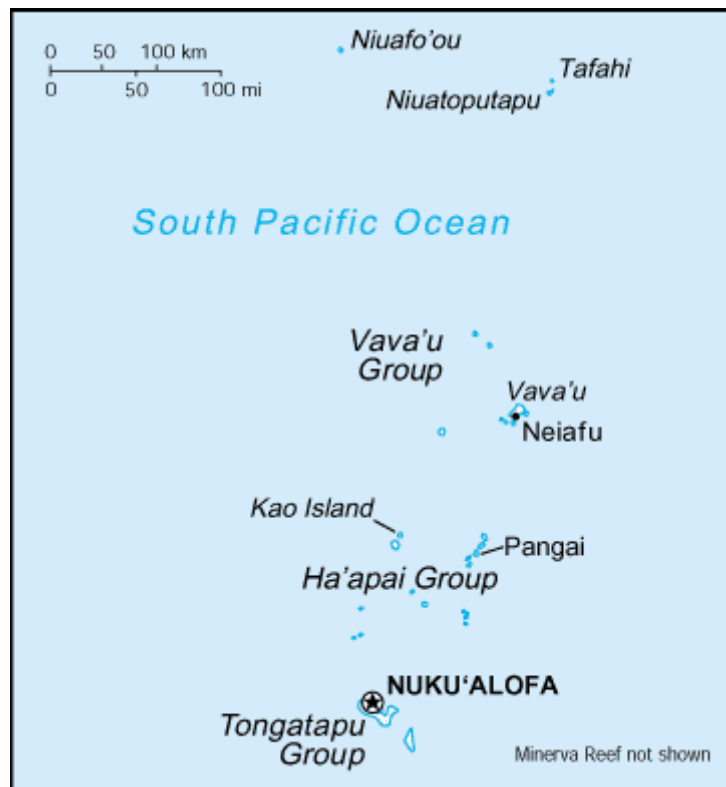 0 50 100 km
0 50 100 mi
Niuafo'ou
Tafahi
Niuatoputapu
South Pacific Ocean
Vava'u
Group
Vava'u
Neiafu
Kao Island
Pangai
Ha'apai Group
NUKU‘ALOFA
Tongatapu
Group
Minerva Reef not shown